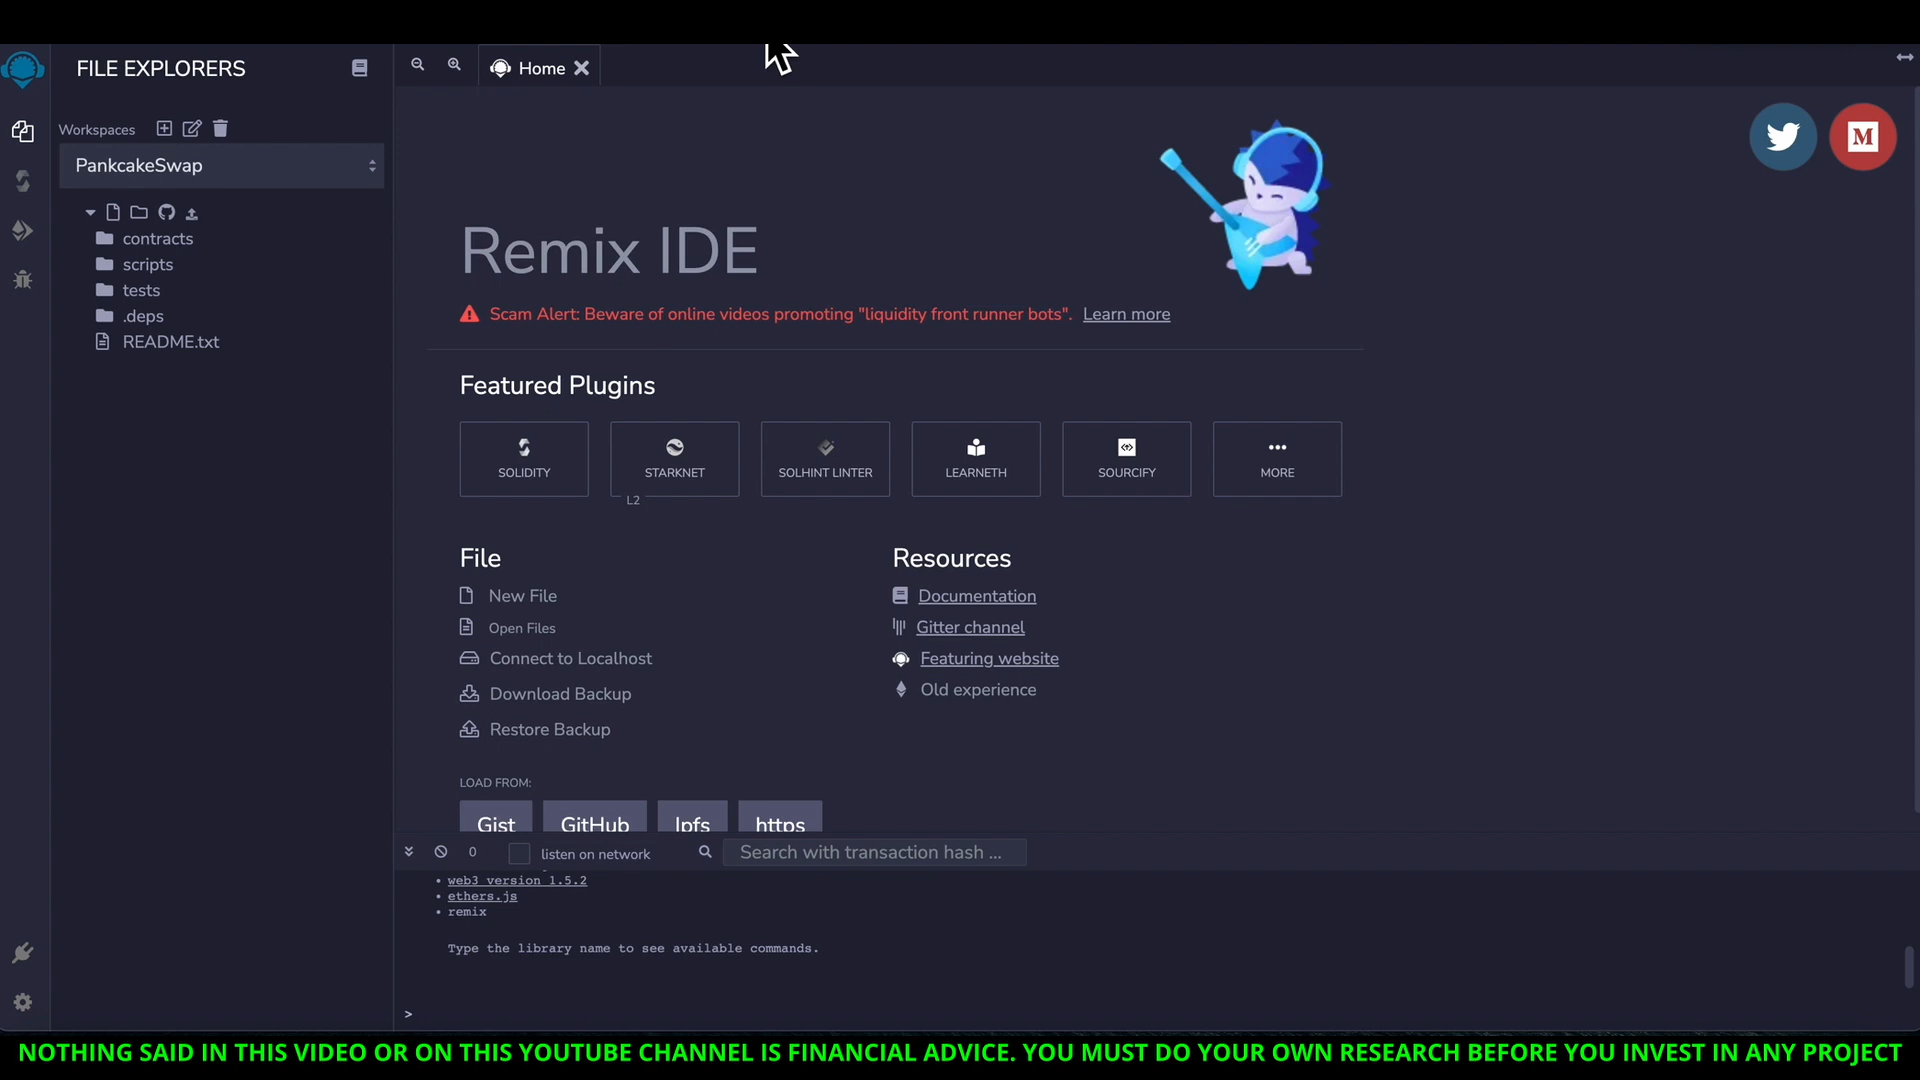 FILE EXPLORERS
Home
Workspaces
PankcakeSwap
contracts
scripts
tests
.deps
README.txt
M
Remix IDE
Scam Alert: Beware of online videos promoting "liquidity front runner bots". Learn more
Featured Plugins
SOLIDITY
STARKNET
SOLHINT LINTER
LEARNETH
SOURCIFY
MORE
L2
File
New File
Open Files
Connect to Localhost
Download Backup
Restore Backup
Resources
Documentation
Gitter channel
Featuring website
Old experience
LOAD FROM:
Gist
GitHub
Ipfs
https
0
listen on network
Search with transaction hash ...
• web3 version 1.5.2
• ethers.js
• remix
Type the library name to see available commands.
>
NOTHING SAID IN THIS VIDEO OR ON THIS YOUTUBE CHANNEL IS FINANCIAL ADVICE. YOU MUST DO YOUR OWN RESEARCH BEFORE YOU INVEST IN ANY PROJECT